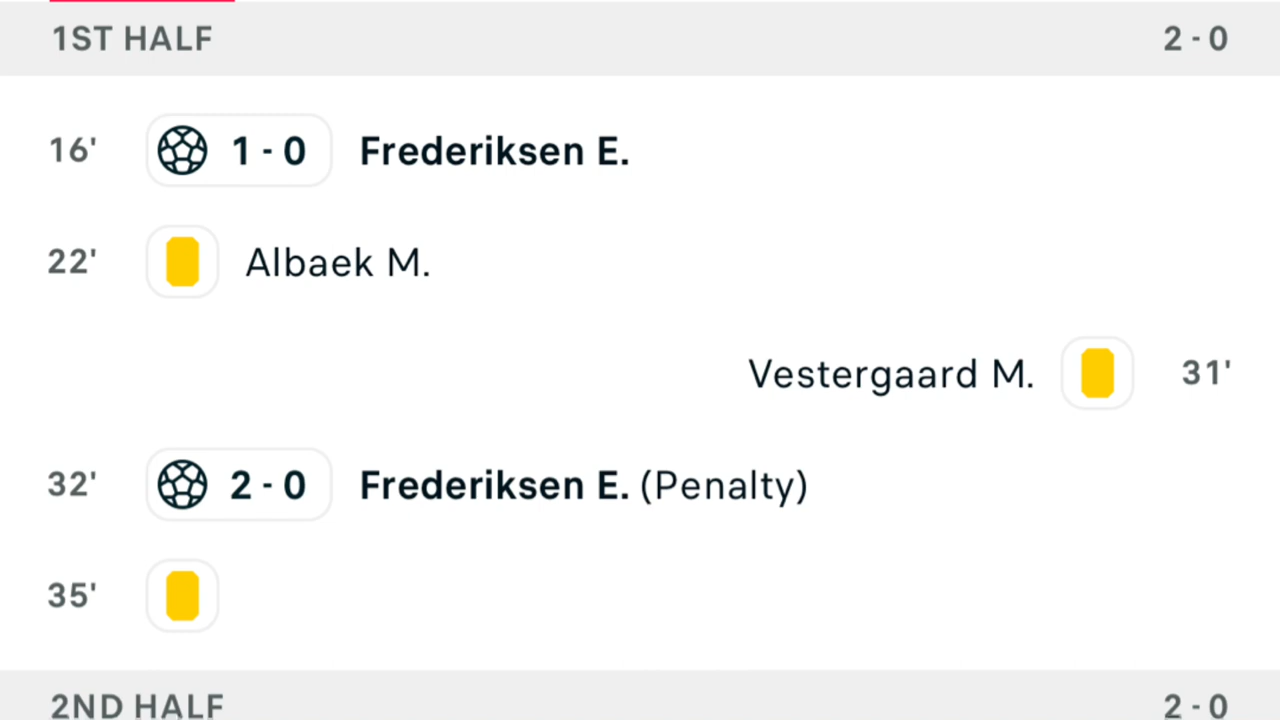 1ST HALF 2 - 0
16' 1 - 0 Frederiksen E.
22' Albaek M.
Vestergaard M. 31'
32' 2 - 0 Frederiksen E. (Penalty)
35'
2ND HALF 2 - 0